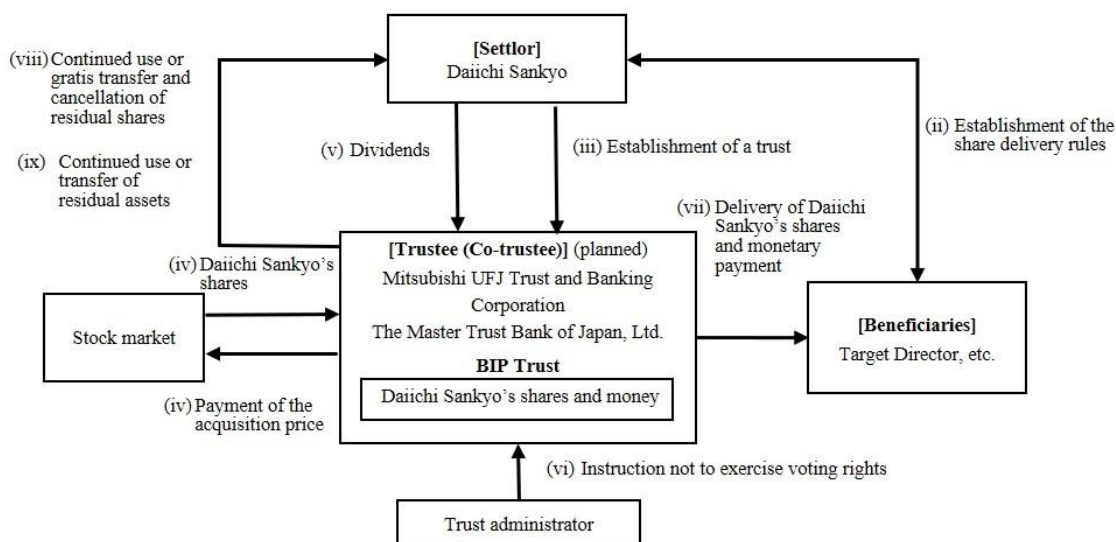 [Settlor]
Daiichi Sankyo
(viii) Continued use or
gratis transfer and
cancellation of
residual shares
(ix) Continued use or
transfer of
residual assets
(v) Dividends
(iii) Establishment of a trust
(ii) Establishment of the
share delivery rules
(vii) Delivery of Daiichi
Sankyo’s shares
and monetary
payment
[Trustee (Co-trustee)] (planned)
Mitsubishi UFJ Trust and Banking
Corporation
The Master Trust Bank of Japan, Ltd.
BIP Trust
Daiichi Sankyo’s shares and money
(iv) Daiichi Sankyo’s
shares
Stock market
(iv) Payment of the
acquisition price
[Beneficiaries]
Target Director, etc.
(vi) Instruction not to exercise voting rights
Trust administrator